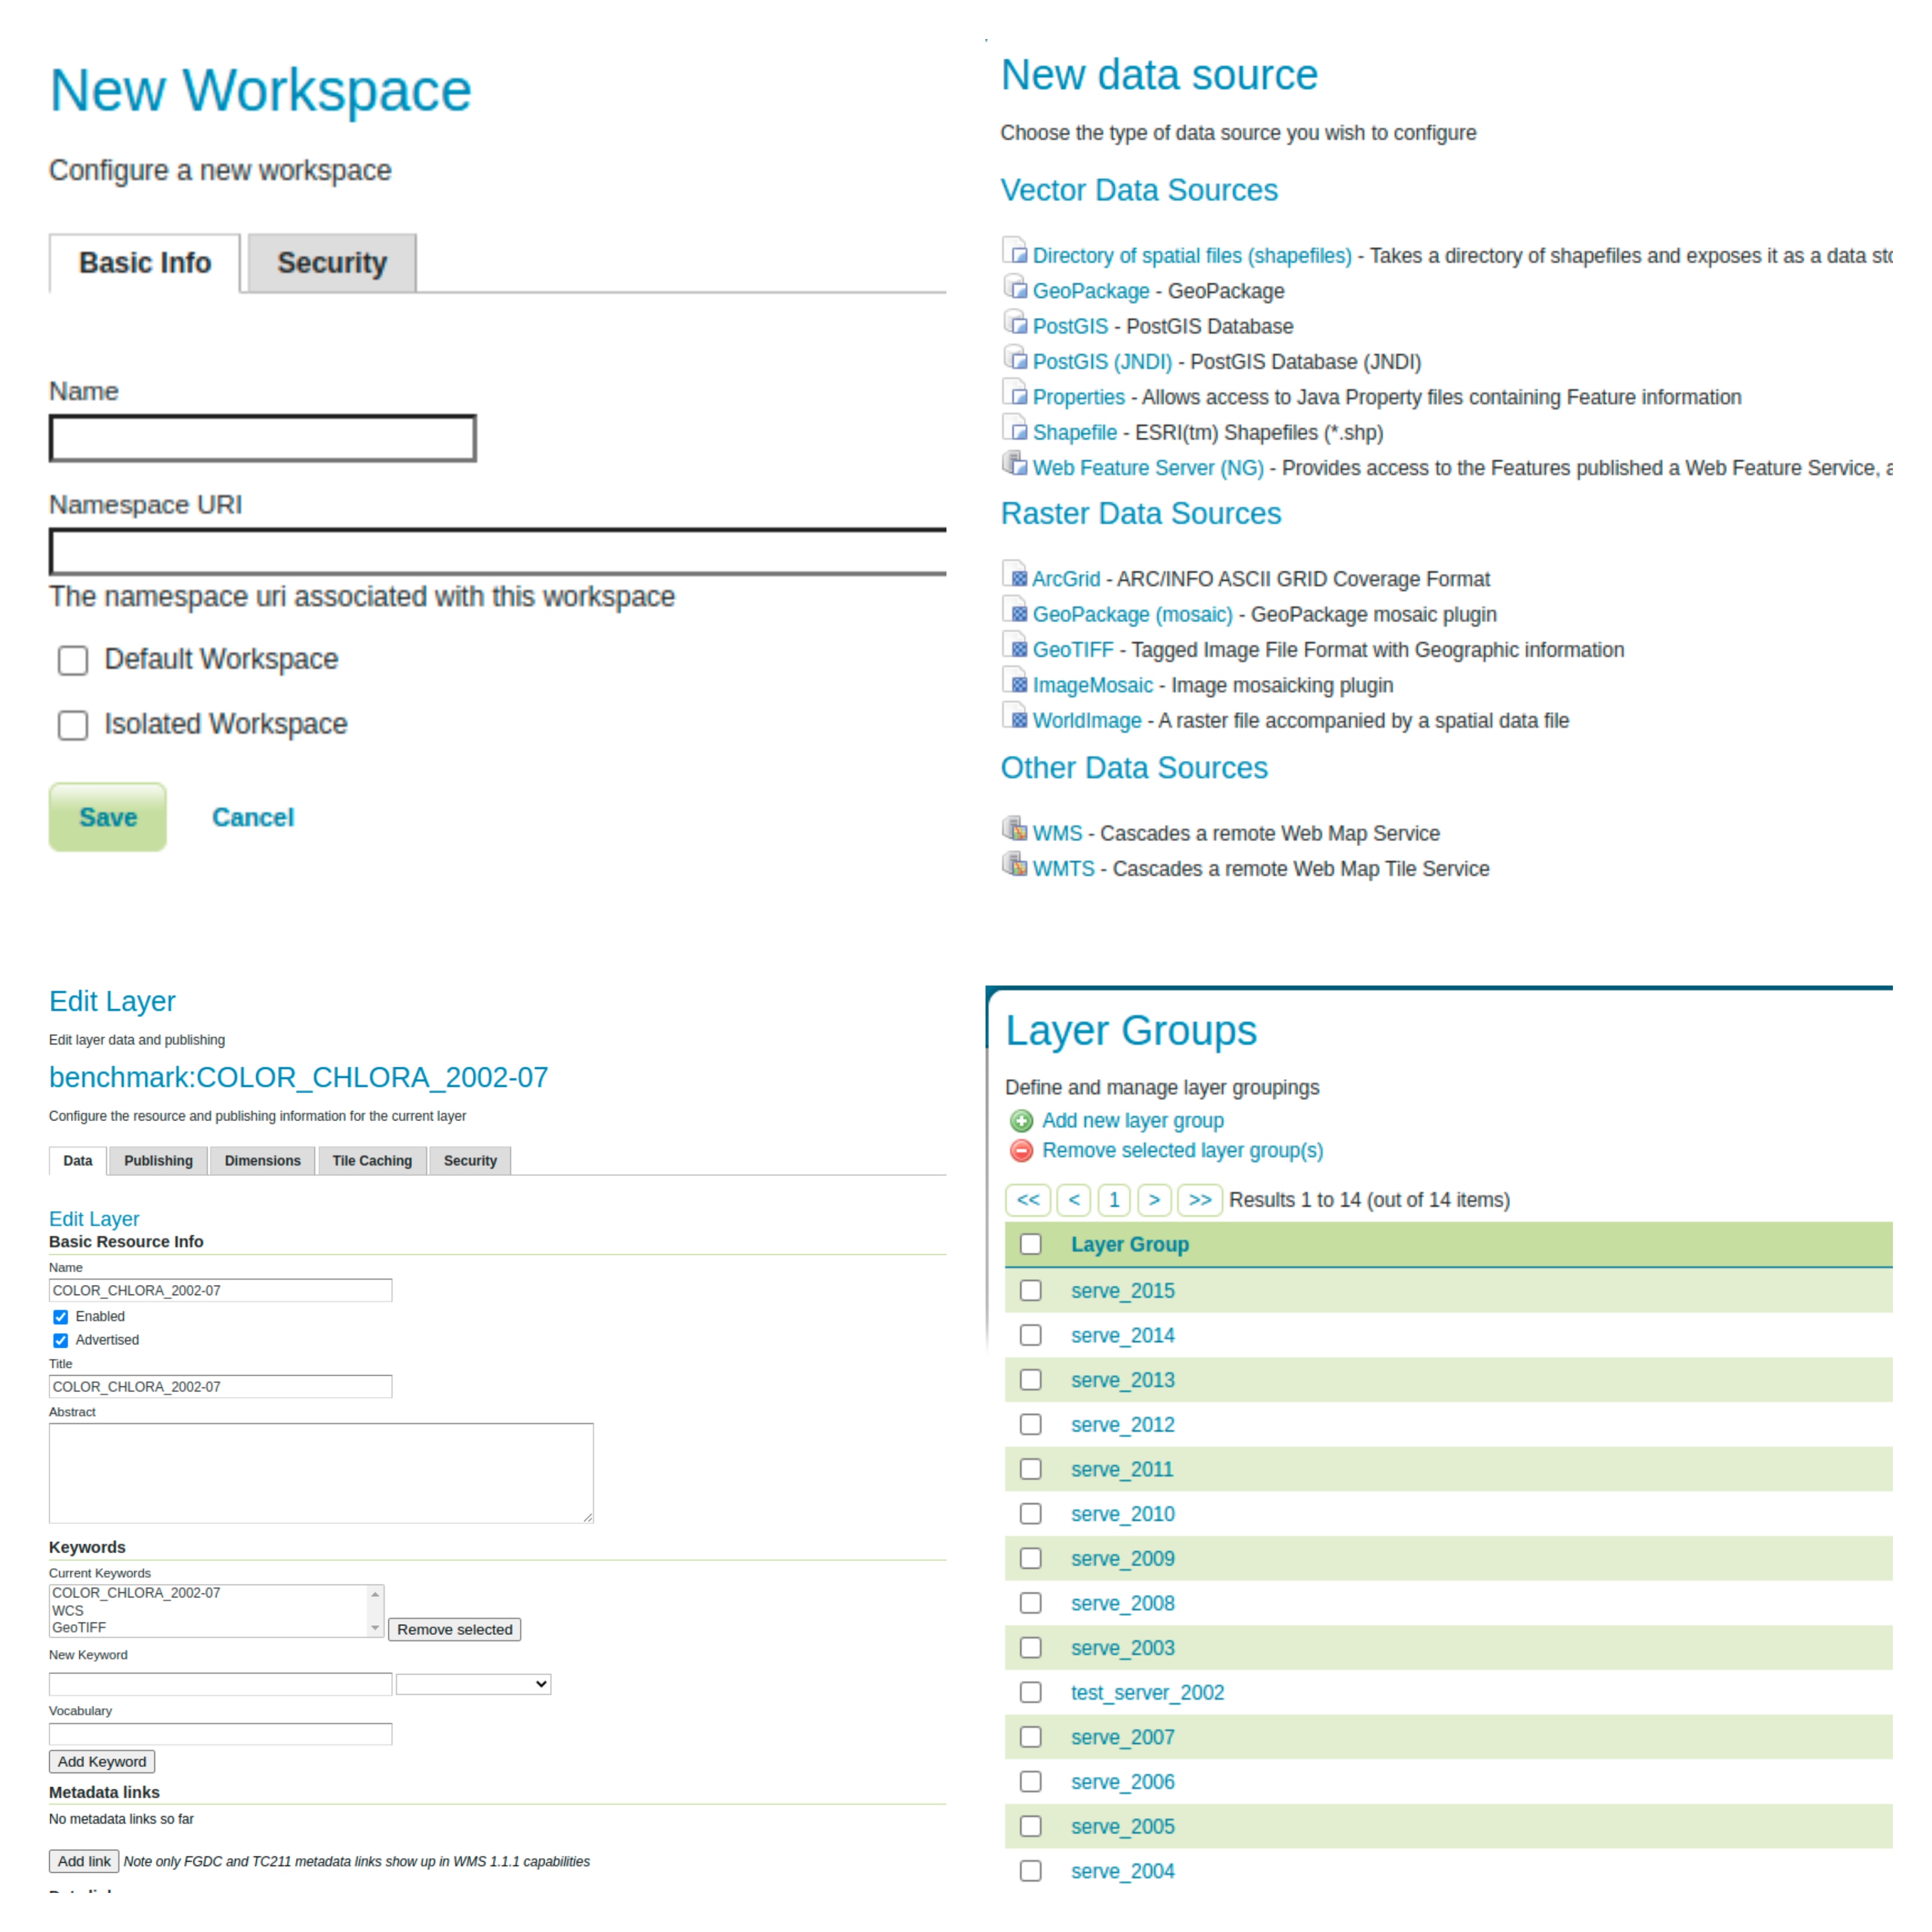 New Workspace
Configure a new workspace
Basic Info Security
Name
Namespace URI
The namespace uri associated with this workspace
Default Workspace
Isolated Workspace
Save Cancel
New data source
Choose the type of data source you wish to configure
Vector Data Sources
Directory of spatial files (shapefiles) - Takes a directory of shapefiles and exposes it as a data
GeoPackage - GeoPackage
PostGIS - PostGIS Database
PostGIS (JNDI) - PostGIS Database (JNDI)
Properties - Allows access to Java Property files containing Feature information
Shapefile - ESRI(tm) Shapefiles (*.shp)
Web Feature Server (NG) - Provides access to the Features published a Web Feature Service,
Raster Data Sources
ArcGrid - ARC/INFO ASCII GRID Coverage Format
GeoPackage (mosaic) - GeoPackage mosaic plugin
GeoTIFF - Tagged Image File Format with Geographic information
ImageMosaic - Image mosaicking plugin
WorldImage - A raster file accompanied by a spatial data file
Other Data Sources
WMS - Cascades a remote Web Map Service
WMTS - Cascades a remote Web Map Tile Service
Edit Layer
Edit layer data and publishing
benchmark:COLOR_CHLORA_2002-07
Configure the resource and publishing information for the current layer
Data Publishing Dimensions Tile Caching Security
Edit Layer
Basic Resource Info
Name
COLOR_CHLORA_2002-07
Enabled
Advertised
Title
COLOR_CHLORA_2002-07
Abstract
Keywords
Current Keywords
COLOR_CHLORA_2002-07
WCS
GeoTIFF
Remove selected
New Keyword
Vocabulary
Add Keyword
Metadata links
No metadata links so far
Add link Note only FGDC and TC211 metadata links show up in WMS 1.1.1 capabilities
Layer Groups
Define and manage layer groupings
Add new layer group
Remove selected layer group(s)
<< < 1 > >> Results 1 to 14 (out of 14 items)
Layer Group
serve_2015
serve_2014
serve_2013
serve_2012
serve_2011
serve_2010
serve_2009
serve_2008
serve_2003
test_server_2002
serve_2007
serve_2006
serve_2005
serve_2004